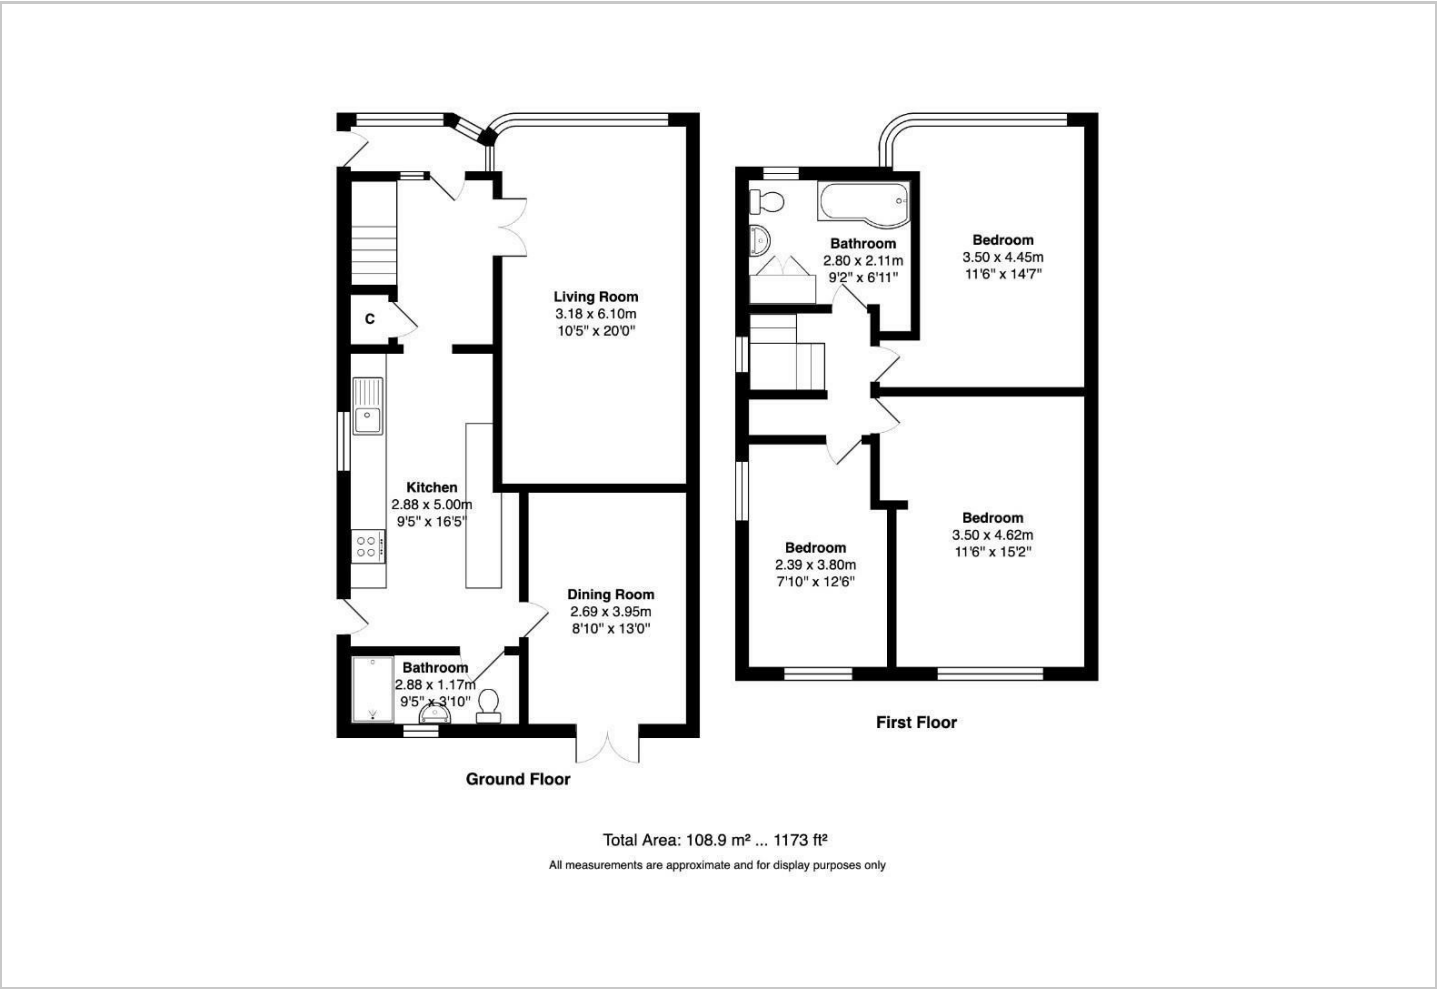 Living Room
3.18 x 6.10m
10'5" x 20'0"
C
Kitchen
2.88 x 5.00m
9'5" x 16'5"
Dining Room
2.69 x 3.95m
8'10" x 13'0"
Bathroom
2.88 x 1.17m
9'5" x 3'10"
Ground Floor
Bathroom
2.80 x 2.11m
9'2" x 6'11"
Bedroom
3.50 x 4.45m
11'6" x 14'7"
Bedroom
3.50 x 4.62m
11'6" x 15'2"
Bedroom
2.39 x 3.80m
7'10" x 12'6"
First Floor
Total Area: 108.9 m² ... 1173 ft²
All measurements are approximate and for display purposes only